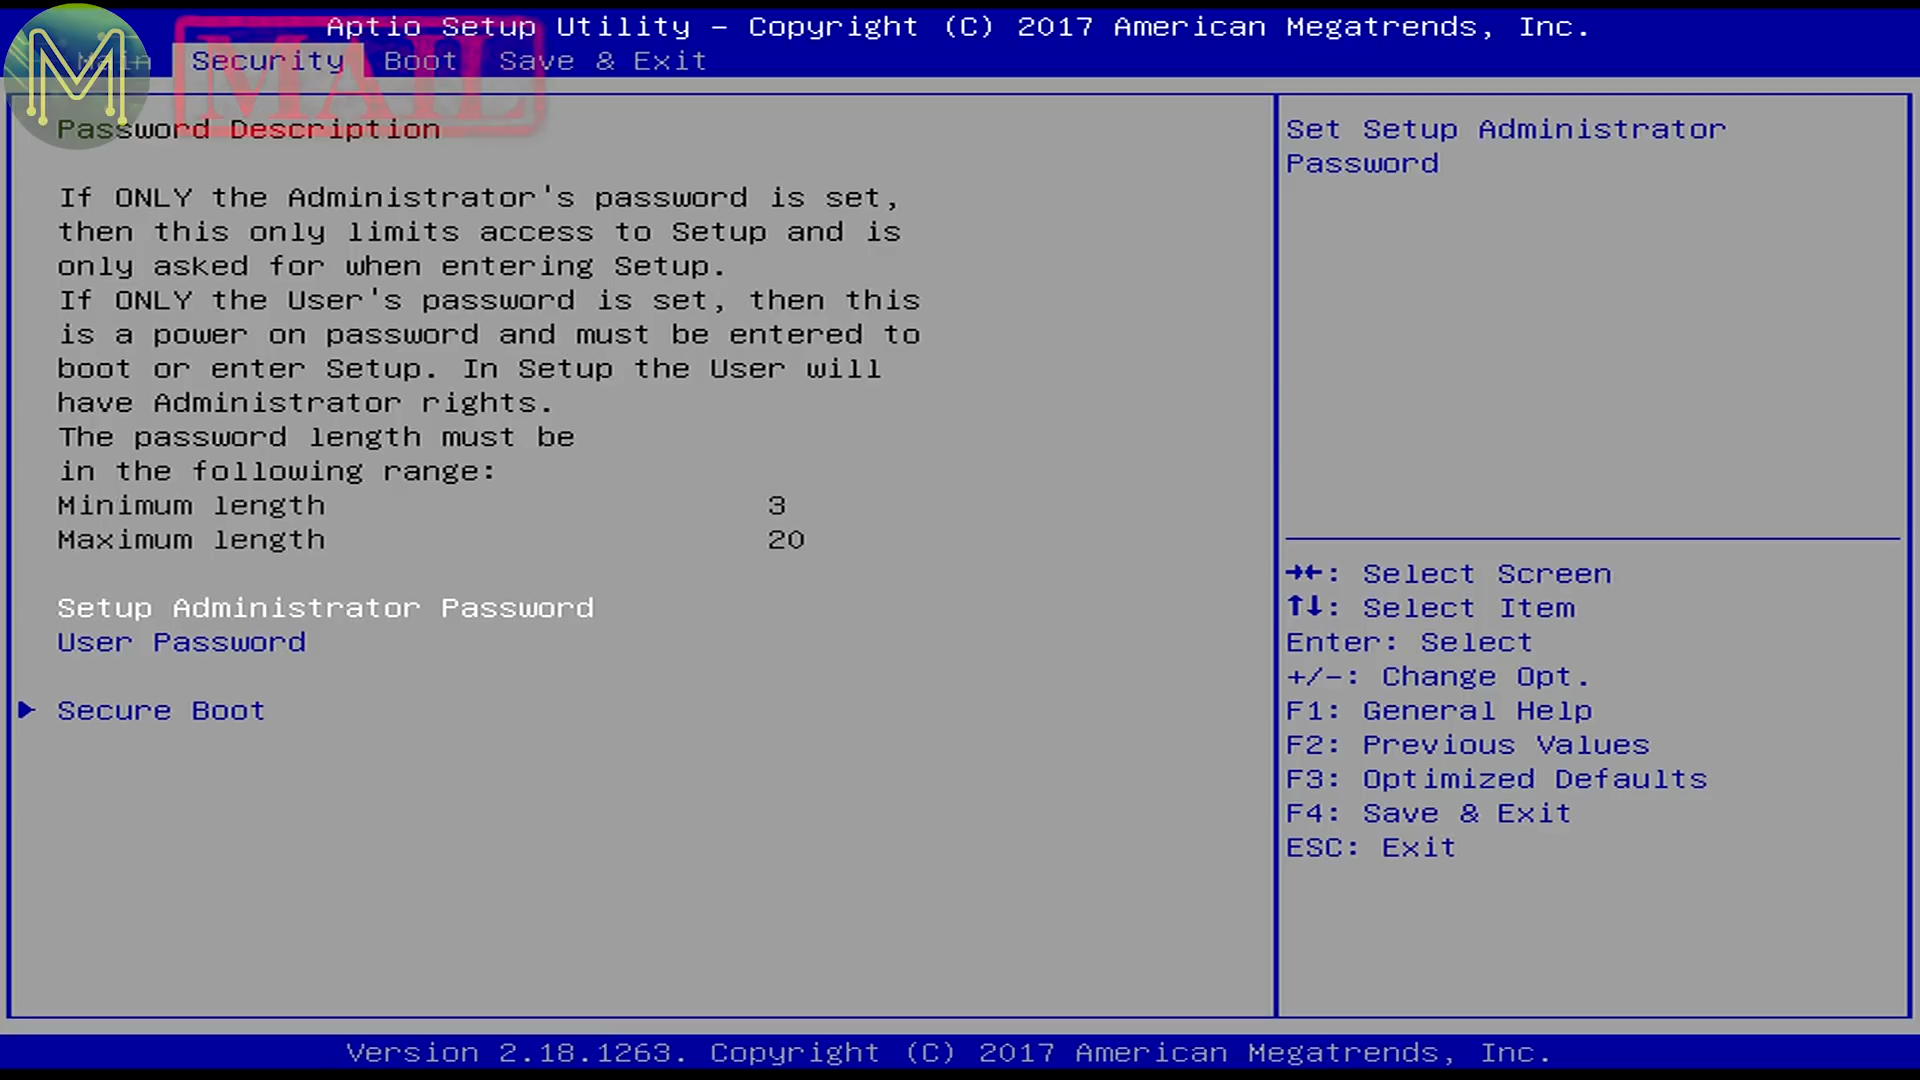 Aptio Setup Utility – Copyright (C) 2017 American Megatrends, Inc.
Main Security Boot Save & Exit
MAIL
Password Description
If ONLY the Administrator's password is set,
then this only limits access to Setup and is
only asked for when entering Setup.
If ONLY the User's password is set, then this
is a power on password and must be entered to
boot or enter Setup. In Setup the User will
have Administrator rights.
The password length must be
in the following range:
Minimum length 3
Maximum length 20
Setup Administrator Password
User Password
► Secure Boot
Set Setup Administrator
Password
→←: Select Screen
↑↓: Select Item
Enter: Select
+/-: Change Opt.
F1: General Help
F2: Previous Values
F3: Optimized Defaults
F4: Save & Exit
ESC: Exit
Version 2.18.1263. Copyright (C) 2017 American Megatrends, Inc.
M